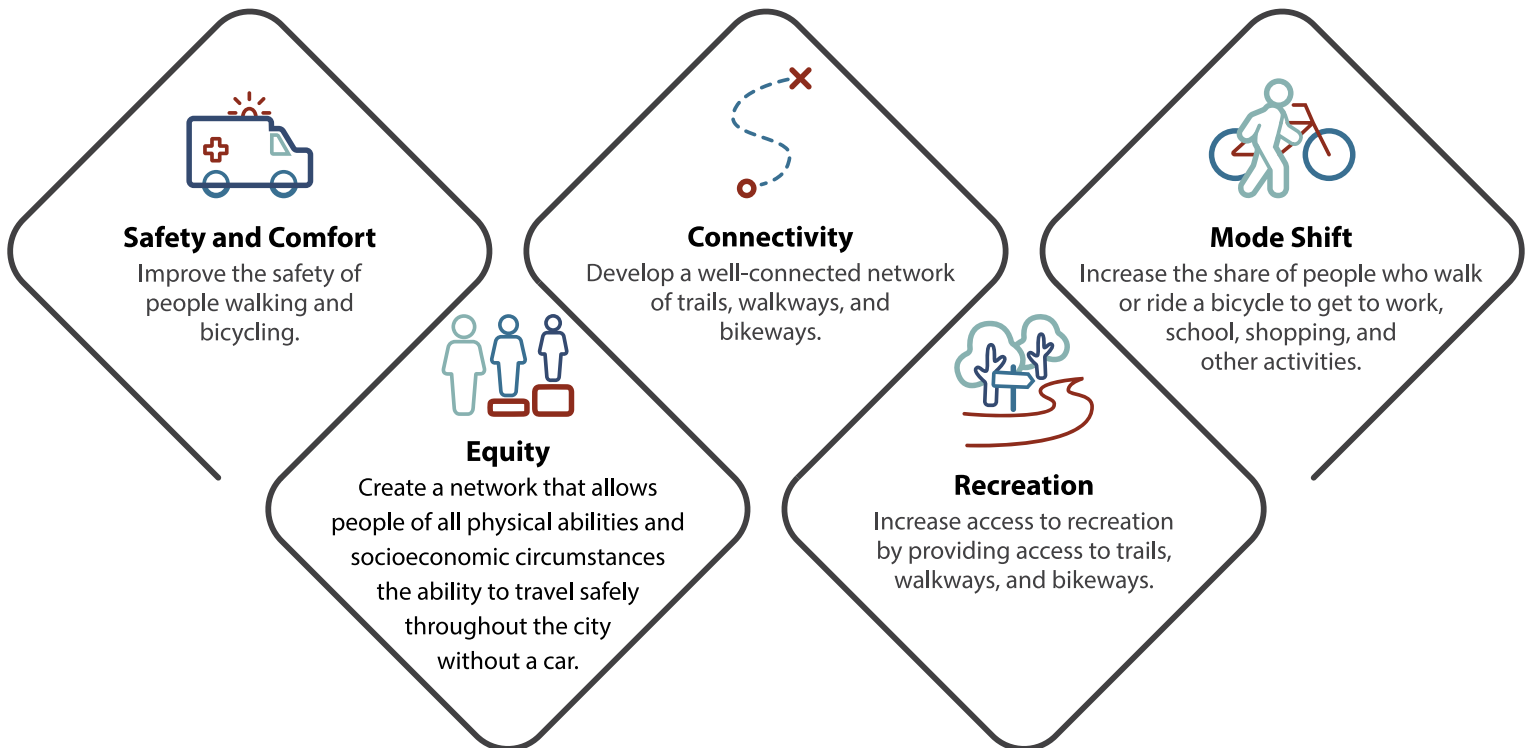 Safety and Comfort
Improve the safety of
people walking and
bicycling.
Equity
Create a network that allows
people of all physical abilities and
socioeconomic circumstances
the ability to travel safely
throughout the city
without a car.
Connectivity
Develop a well-connected network
of trails, walkways, and
bikeways.
Recreation
Increase access to recreation
by providing access to trails,
walkways, and bikeways.
Mode Shift
Increase the share of people who walk
or ride a bicycle to get to work,
school, shopping, and
other activities.